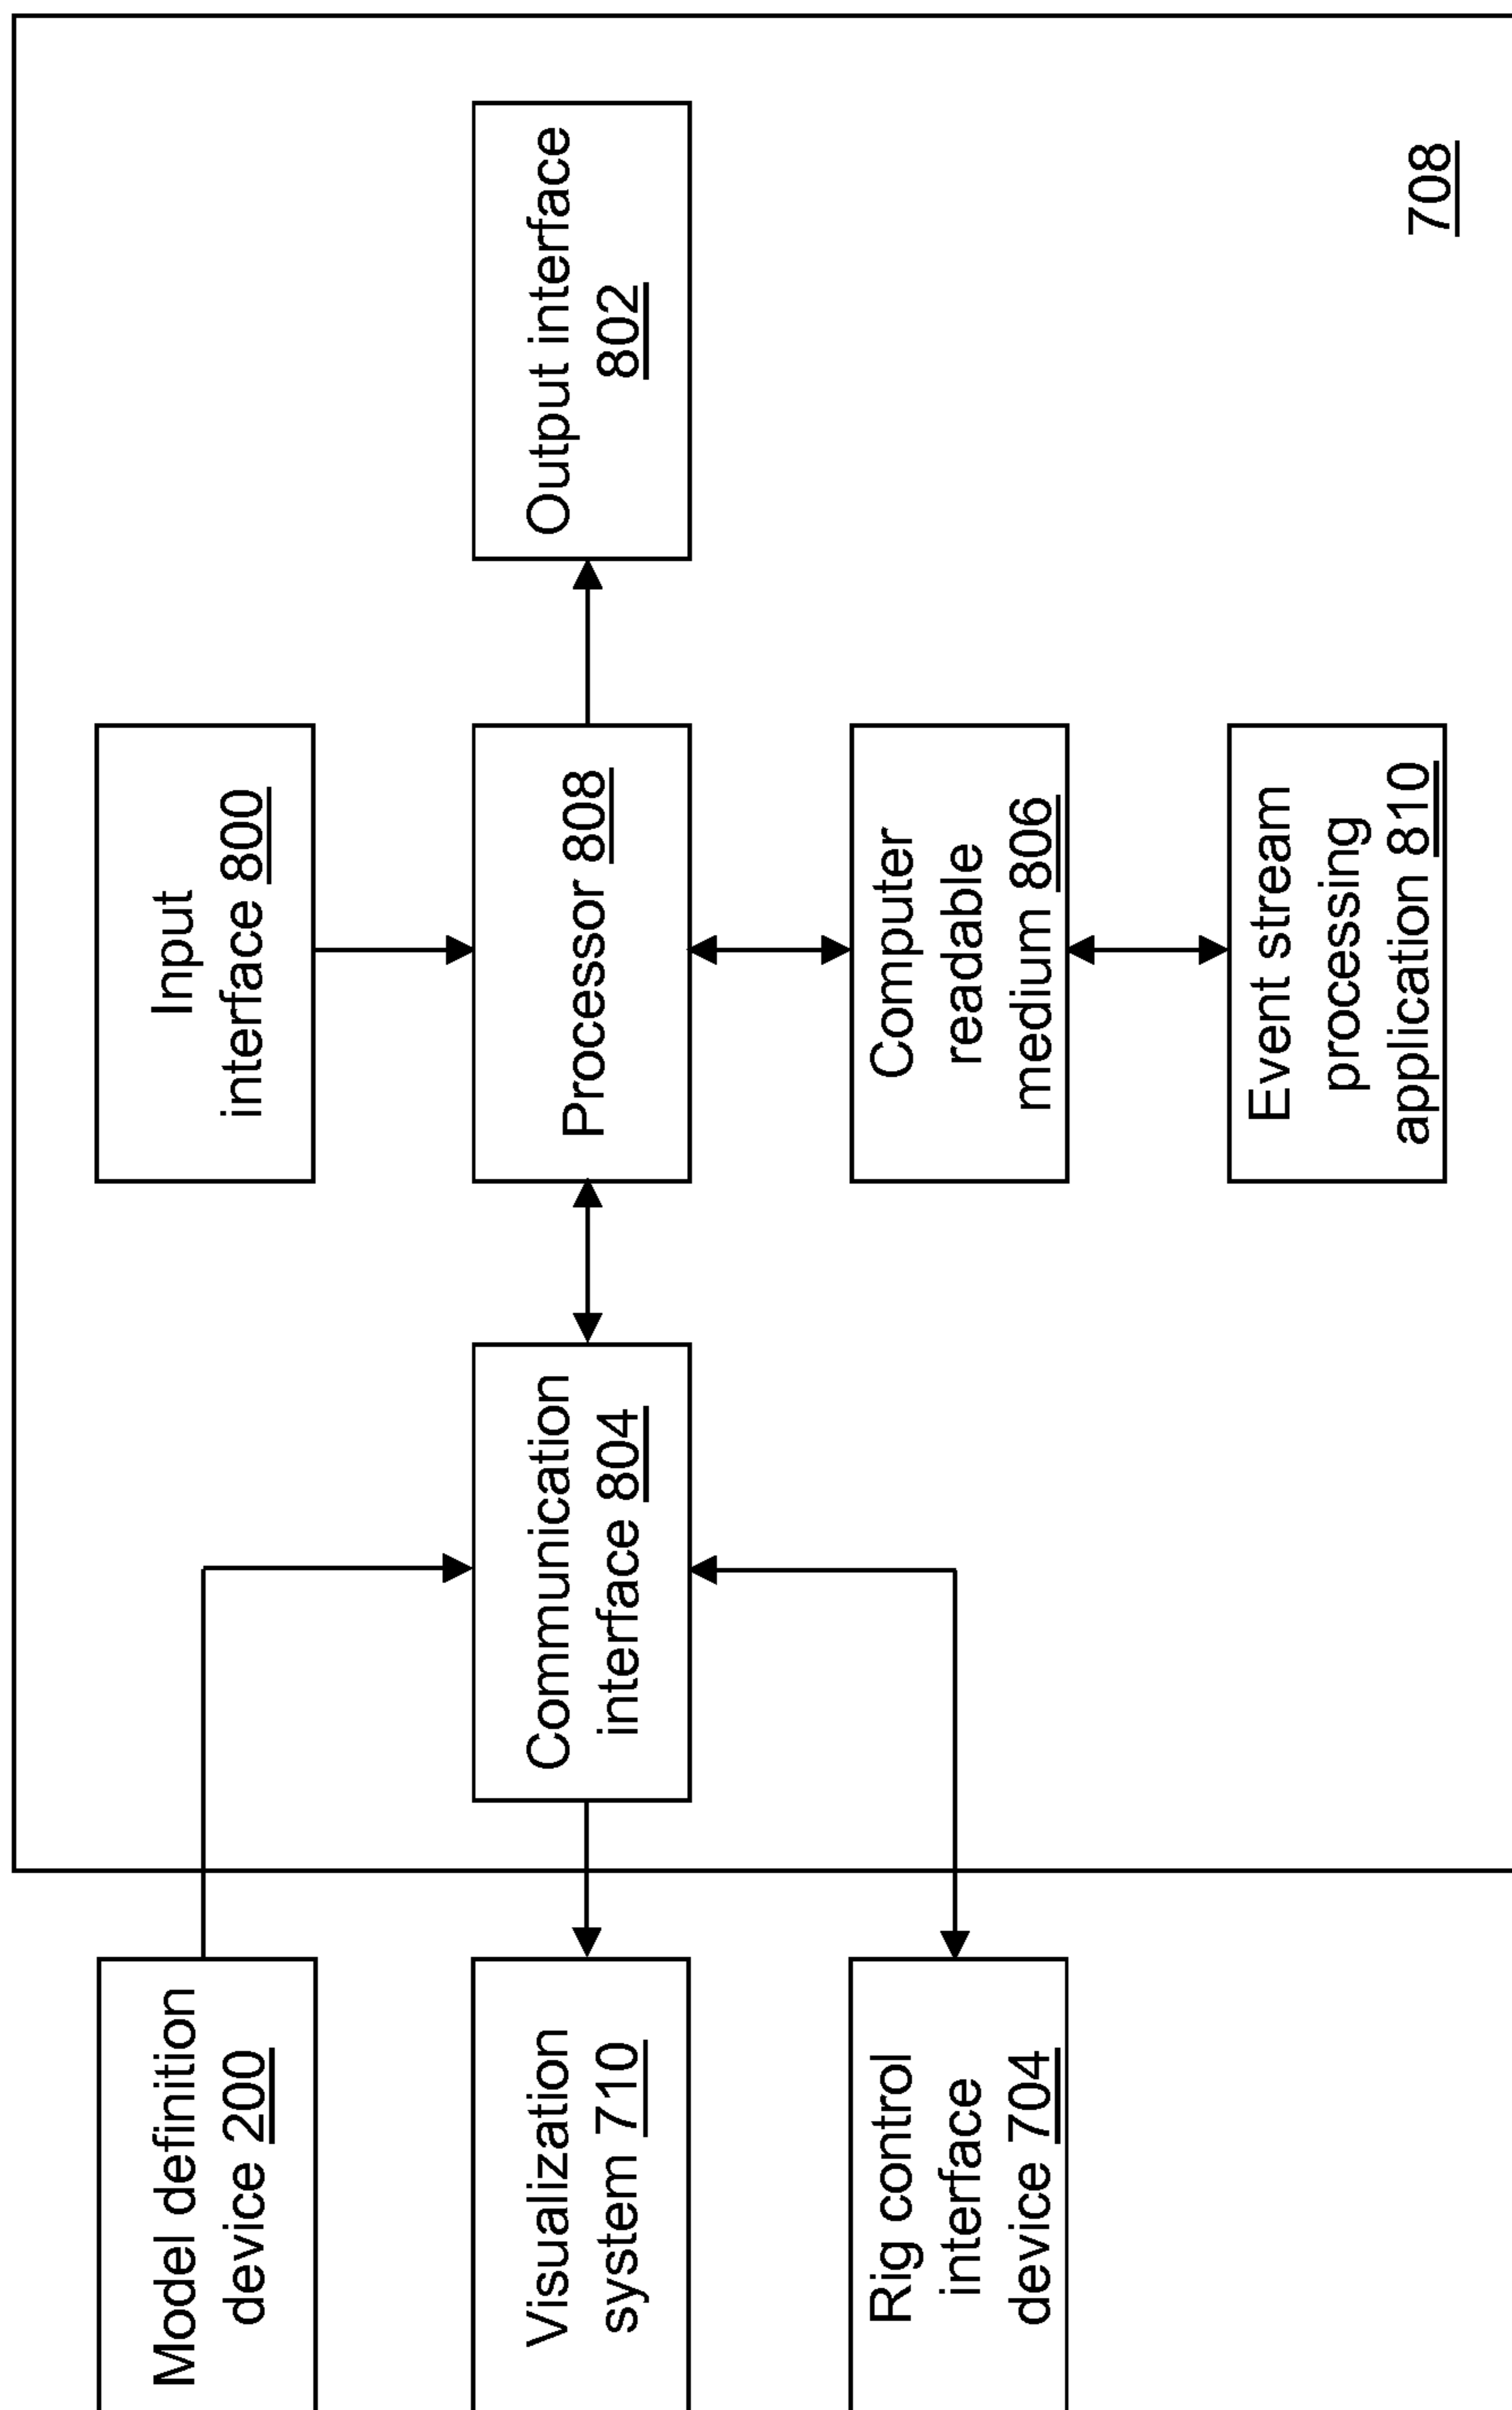 Model definition
device 200
Visualization
system 710
Rig control
interface
device 704
Communication
interface 804
Input
interface 800
Processor 808
Computer
readable
medium 806
Event stream
processing
application 810
Output interface
802
708